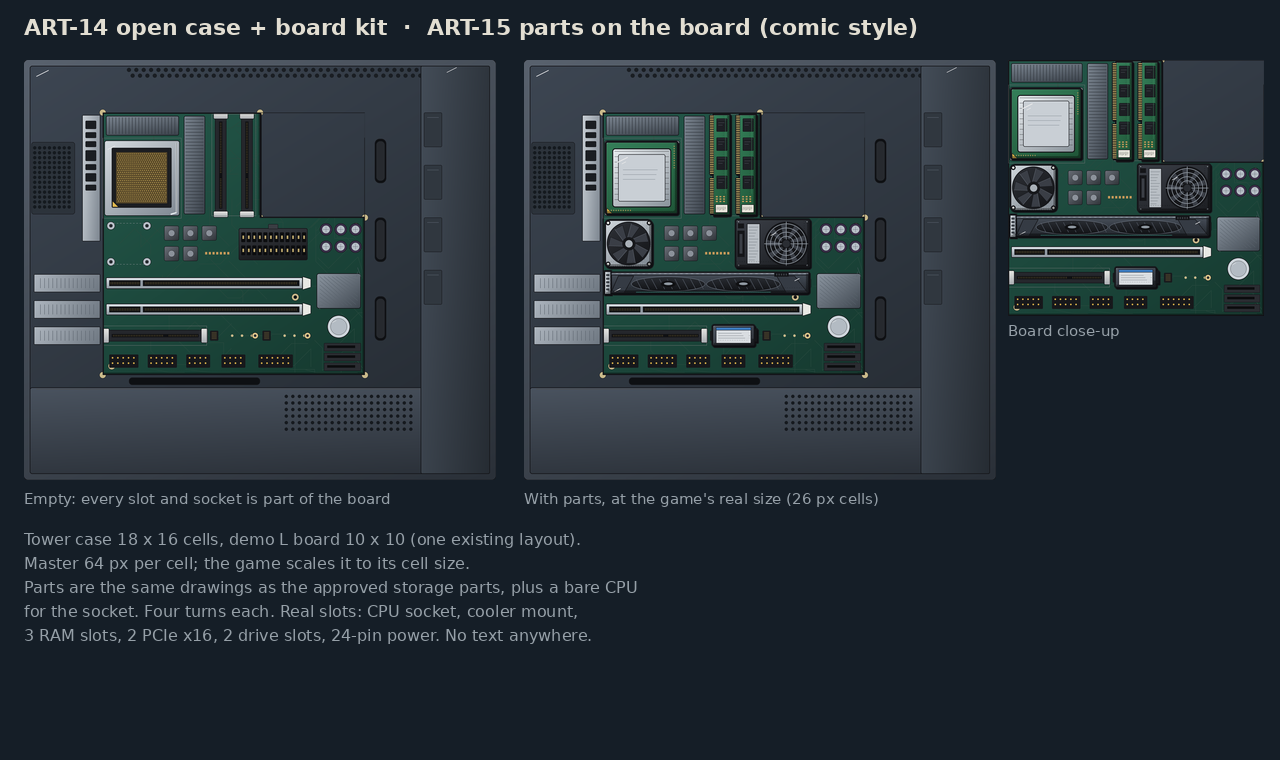 ART-14 open case + board kit · ART-15 parts on the board (comic style)
Board close-up
Empty: every slot and socket is part of the board
With parts, at the game's real size (26 px cells)
Tower case 18 x 16 cells, demo L board 10 x 10 (one existing layout).
Master 64 px per cell; the game scales it to its cell size.
Parts are the same drawings as the approved storage parts, plus a bare CPU
for the socket. Four turns each. Real slots: CPU socket, cooler mount,
3 RAM slots, 2 PCIe x16, 2 drive slots, 24-pin power. No text anywhere.